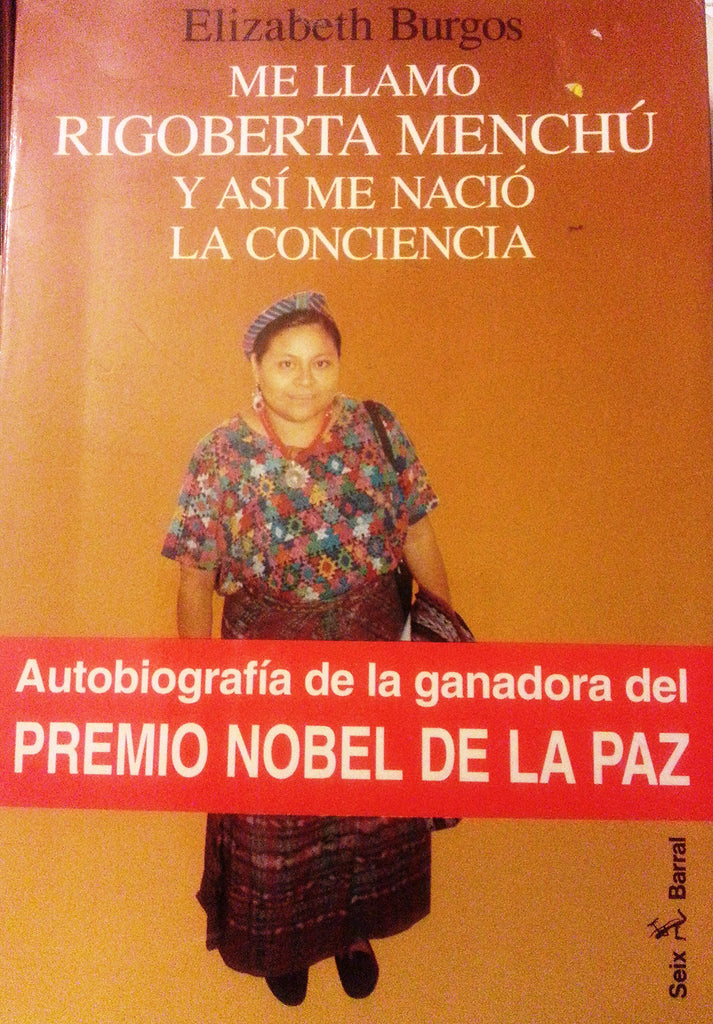 Elizabeth Burgos
ME LLAMO
RIGOBERTA MENCHÚ
Y ASÍ ME NACIÓ
LA CONCIENCIA
Autobiografía de la ganadora del
PREMIO NOBEL DE LA PAZ
Seix Barral